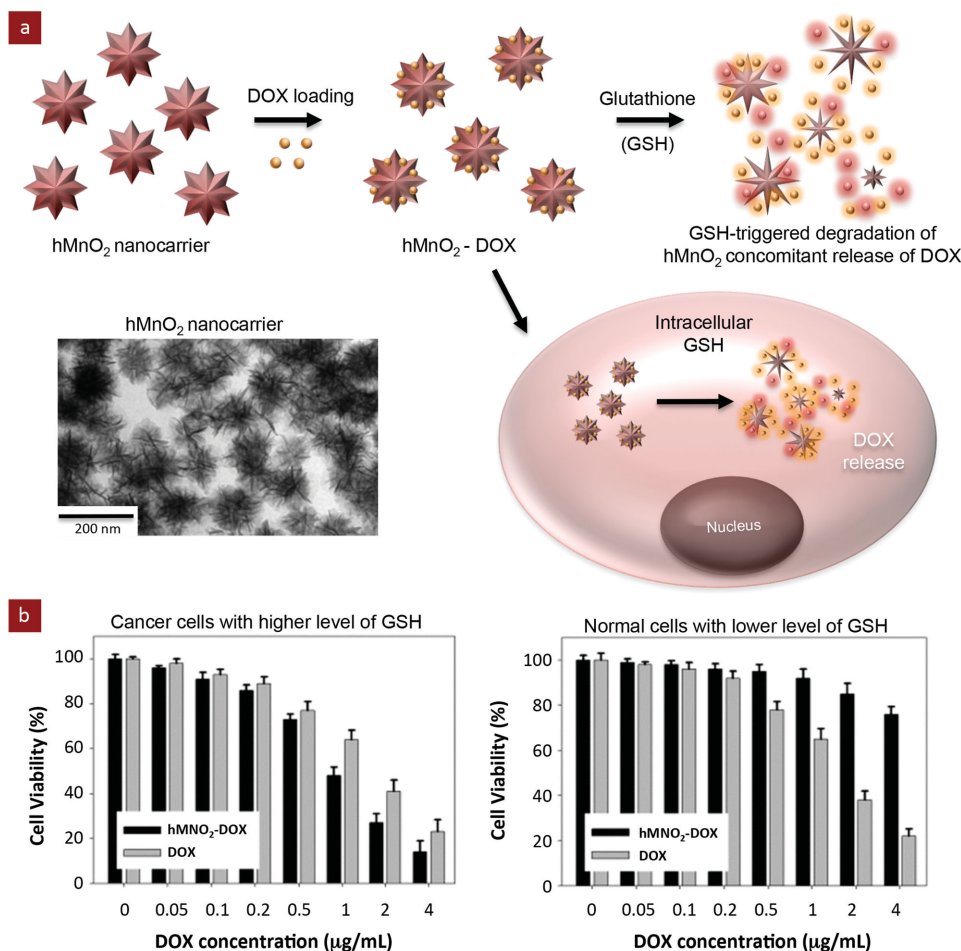 a
DOX loading
Glutathione
(GSH)
hMnO₂ nanocarrier
hMnO₂ - DOX
GSH-triggered degradation of
hMnO₂ concomitant release of DOX
hMnO₂ nanocarrier
200 nm
Intracellular
GSH
DOX
release
Nucleus
b
Cancer cells with higher level of GSH
Cell Viability (%)
100
80
60
40
20
0
hMNO₂-DOX
DOX
0 0.05 0.1 0.2 0.5 1 2 4
DOX concentration (μg/mL)
Normal cells with lower level of GSH
Cell Viability (%)
100
80
60
40
20
0
hMNO₂-DOX
DOX
0 0.05 0.1 0.2 0.5 1 2 4
DOX concentration (μg/mL)